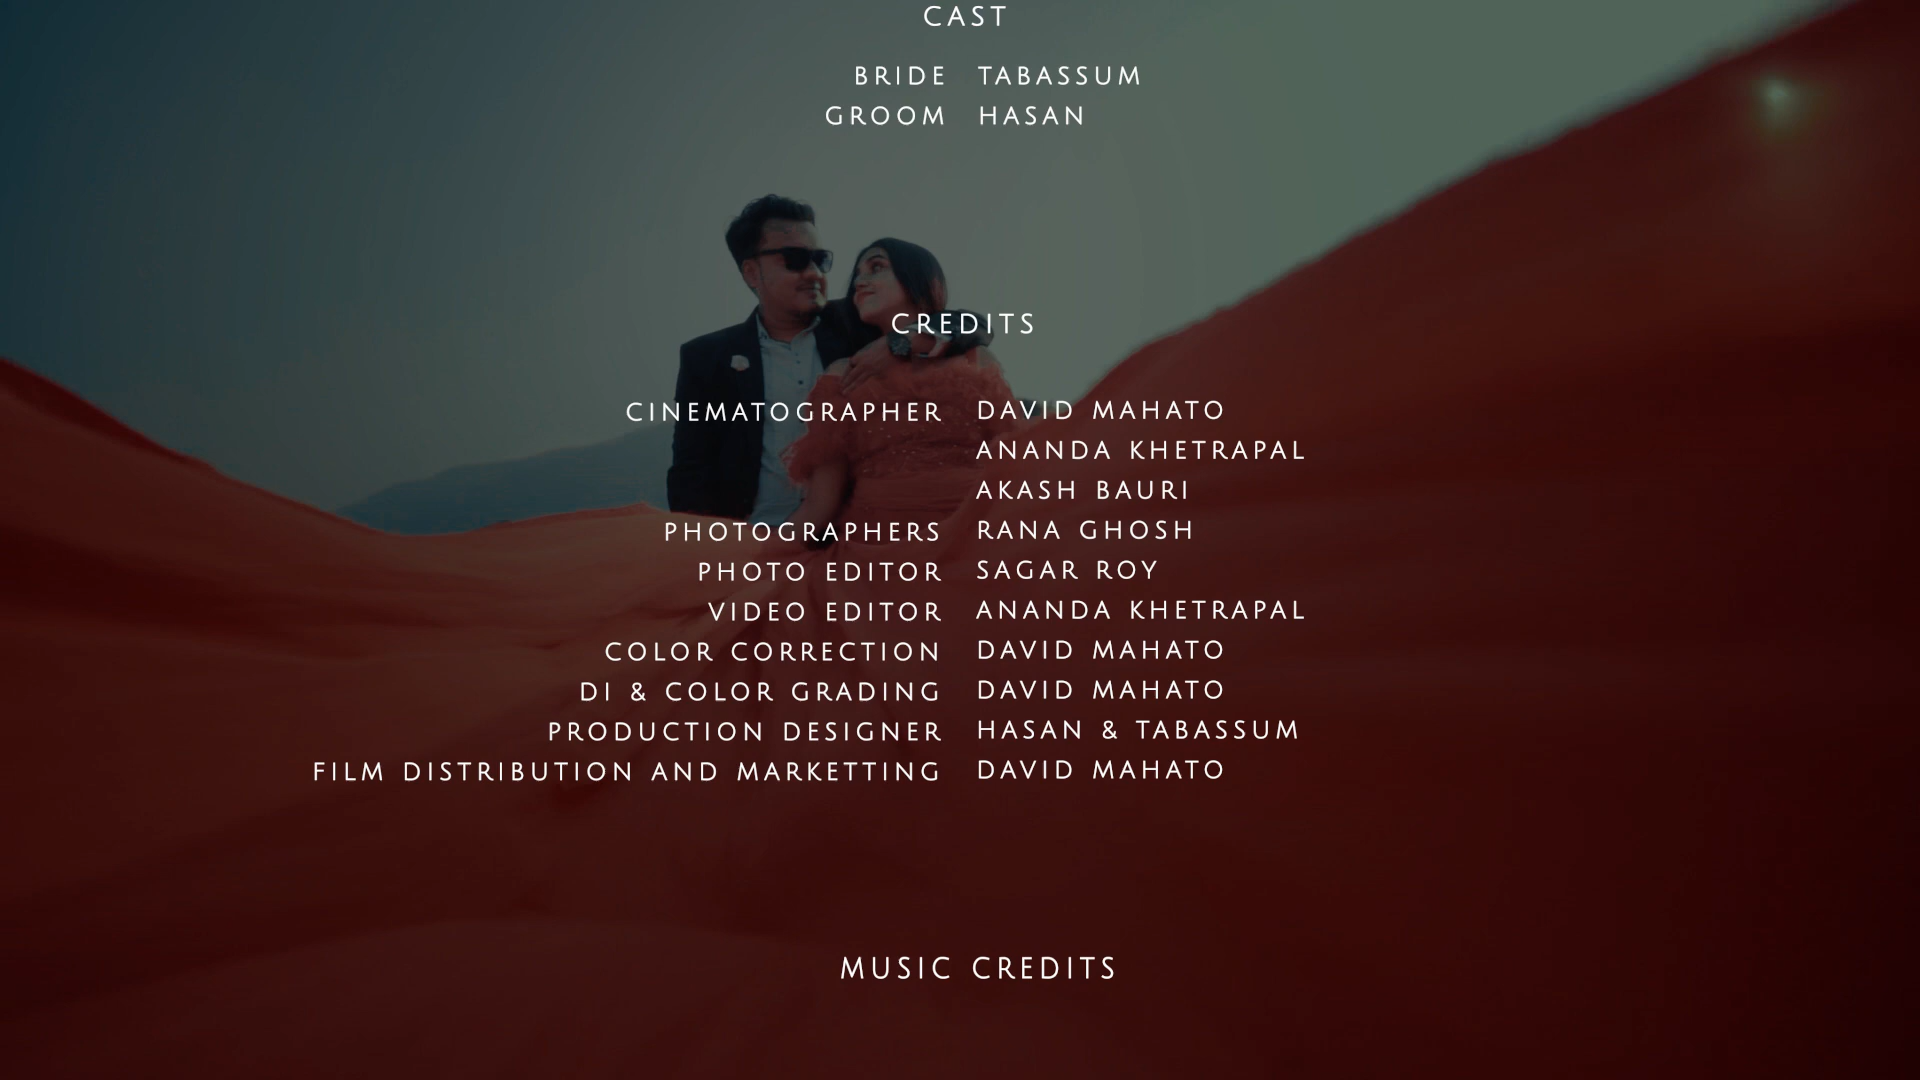 CAST
BRIDE TABASSUM
GROOM HASAN
CREDITS
CINEMATOGRAPHER DAVID MAHATO
ANANDA KHETRAPAL
AKASH BAURI
PHOTOGRAPHERS RANA GHOSH
PHOTO EDITOR SAGAR ROY
VIDEO EDITOR ANANDA KHETRAPAL
COLOR CORRECTION DAVID MAHATO
DI & COLOR GRADING DAVID MAHATO
PRODUCTION DESIGNER HASAN & TABASSUM
FILM DISTRIBUTION AND MARKETTING DAVID MAHATO
MUSIC CREDITS